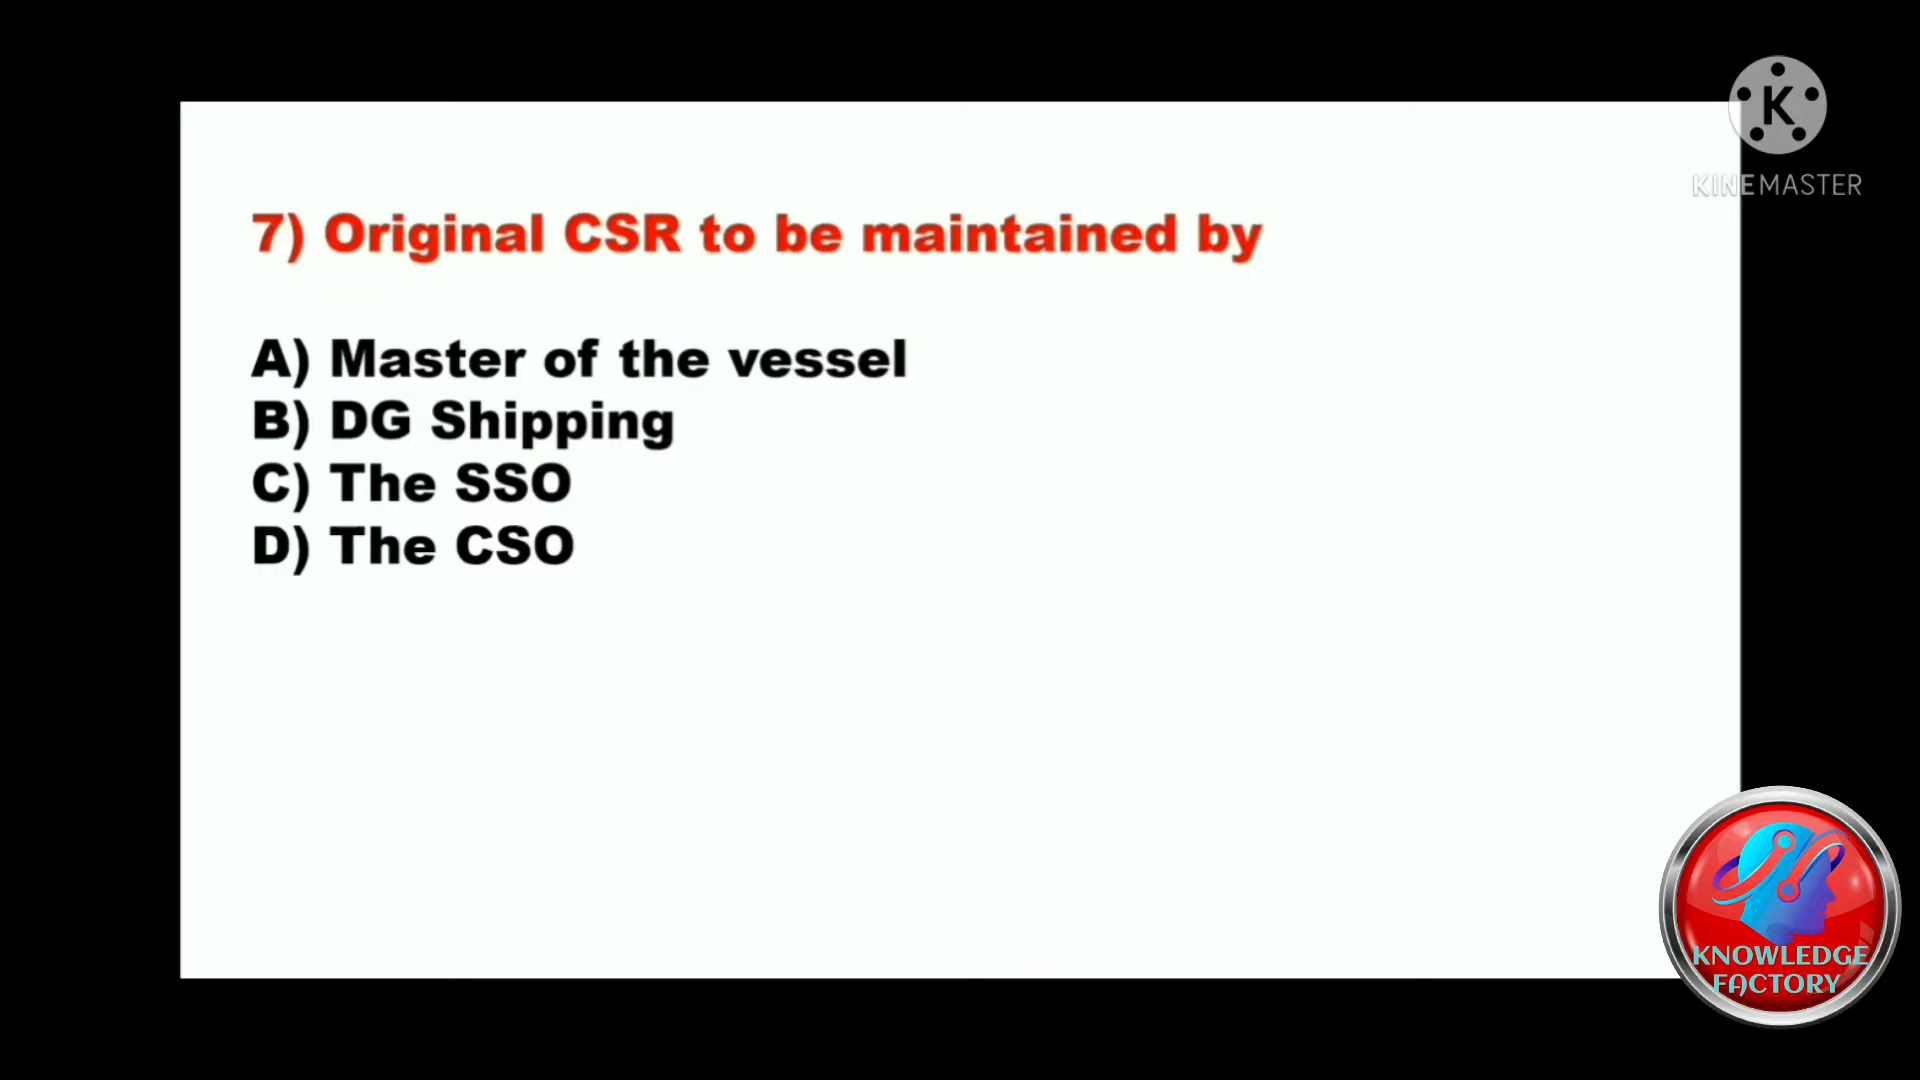 K
KINEMASTER
7) Original CSR to be maintained by
A) Master of the vessel
B) DG Shipping
C) The SSO
D) The CSO
KNOWLEDGE
FACTORY